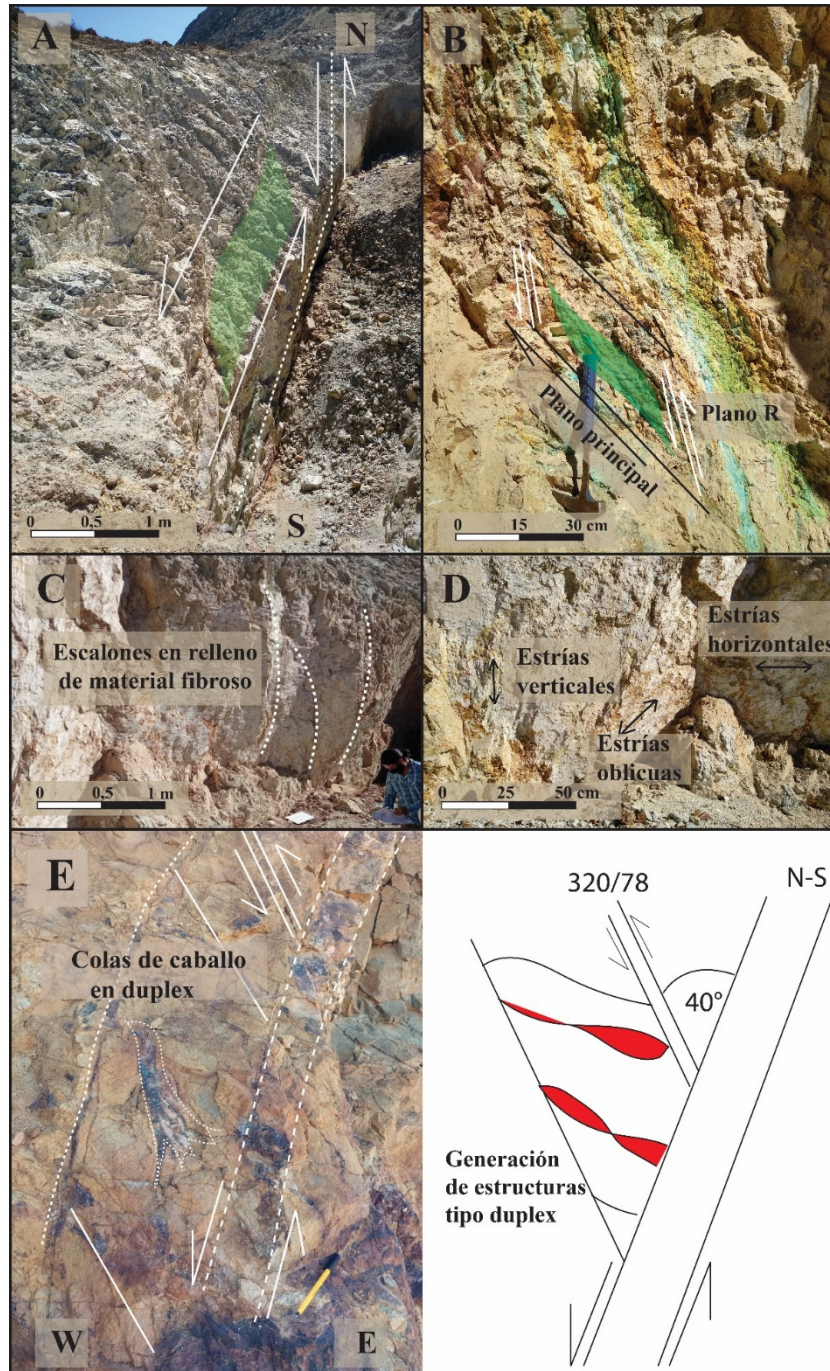 A
N
S
0
0,5
1 m
B
Plano principal
Plano R
0
15
30 cm
C
Escalones en relleno
de material fibroso
0
0,5
1 m
D
Estrías
verticales
Estrías
horizontales
Estrías
oblicuas
0
25
50 cm
E
Colas de caballo
en duplex
W
E
320/78
N-S
40°
Generación
de estructuras
tipo duplex